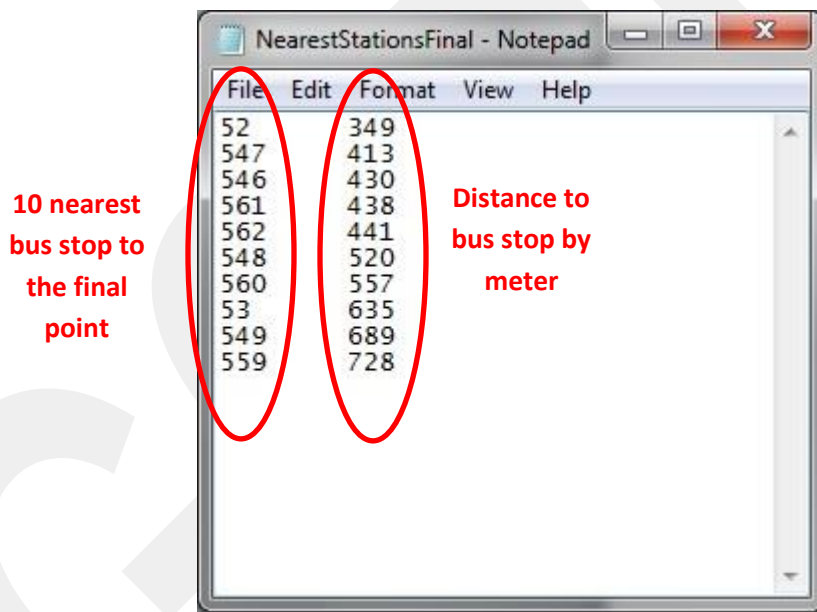 NearestStationsFinal - Notepad
File Edit Format View Help
52 349
547 413
546 430
561 438
562 441
548 520
560 557
53 635
549 689
559 728
10 nearest
bus stop to
the final
point
Distance to
bus stop by
meter